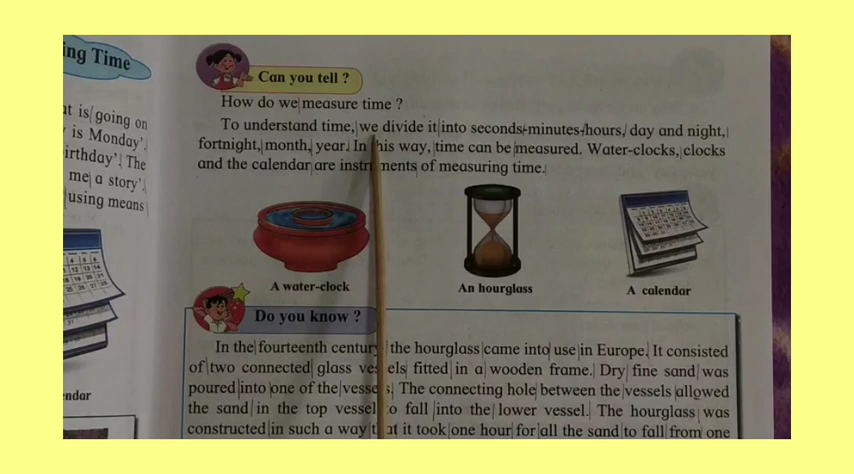 ing Time
at is going on
is Monday'.
irthday'. The
me a story'.
using means
ndar
Can you tell ?
How do we measure time ?
To understand time, we divide it into seconds-minutes-hours, day and night,
fortnight, month, year. In this way, time can be measured. Water-clocks, clocks
and the calendar are instruments of measuring time.
A water-clock
An hourglass
A calendar
Do you know ?
In the fourteenth century the hourglass came into use in Europe. It consisted
of two connected glass vessels fitted in a wooden frame. Dry fine sand was
poured into one of the vessels. The connecting hole between the vessels allowed
the sand in the top vessel to fall into the lower vessel. The hourglass was
constructed in such a way that it took one hour for all the sand to fall from one